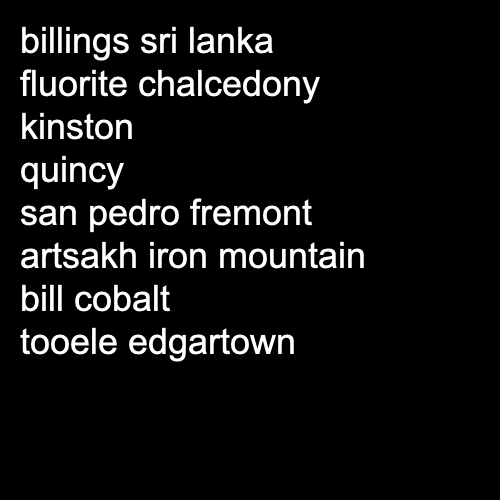 billings sri lanka
fluorite chalcedony
kinston
quincy
san pedro fremont
artsakh iron mountain
bill cobalt
tooele edgartown